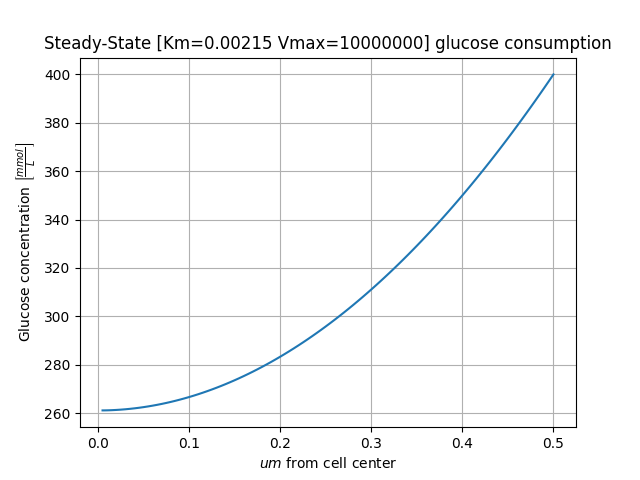 Steady-State [Km=0.00215 Vmax=10000000] glucose consumption
Glucose concentration [mmol/L]
400
380
360
340
320
300
280
260
0.0 0.1 0.2 0.3 0.4 0.5
um from cell center